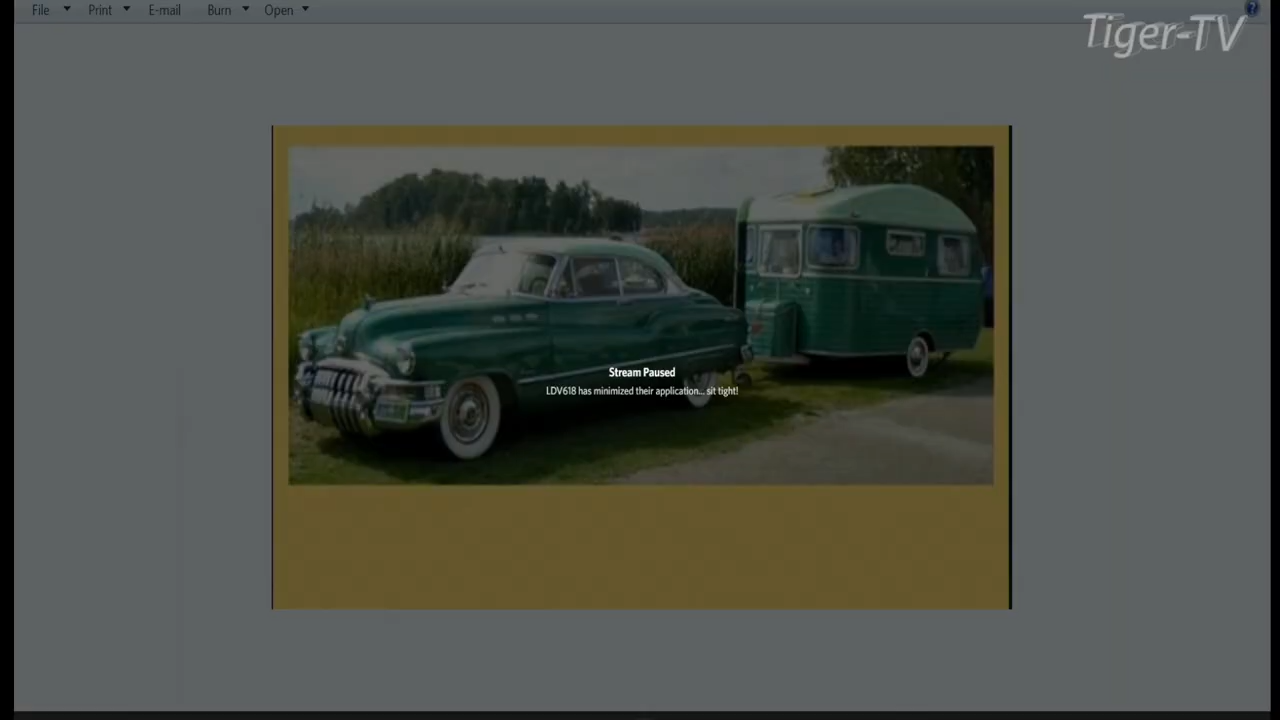 File Print E-mail Burn Open ?
Tiger-TV
Stream Paused
LDV618 has minimized their application... sit tight!